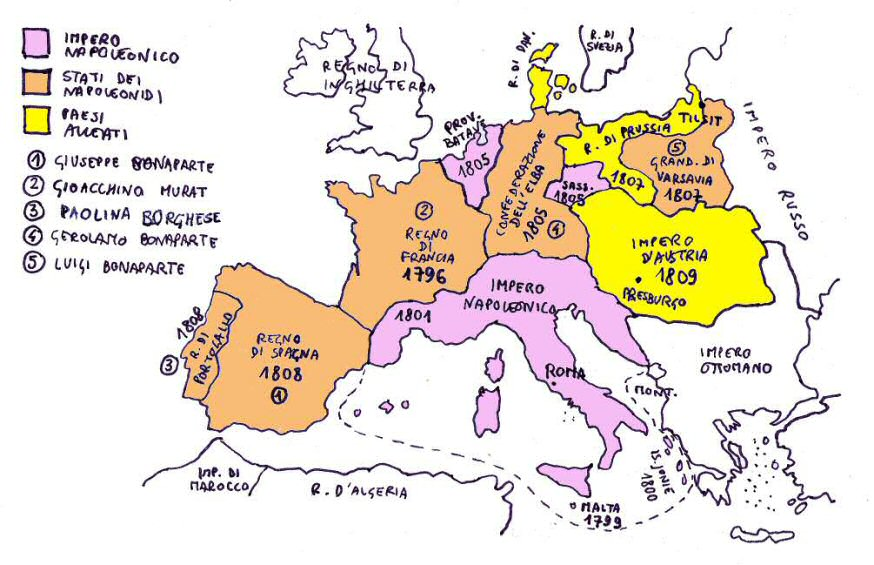 IMPERO
NAPOLEONICO
STATI DEI
NAPOLEONIDI
PAESI
ALLEATI
1 GIUSEPPE BONAPARTE
2 GIOACCHINO MURAT
3 PAOLINA BORGHESE
4 GEROLAMO BONAPARTE
5 LUIGI BONAPARTE
REGNO DI
INGHILTERRA
R. DI DAN.
R. DI
SVEZIA
PROV.
BATAVE
1805
CONFEDERAZIONE
DELL'ELBA
1805
4
R. DI PRUSSIA
1807
TILSIT
SASS.
1805
5
GRAND. DI
VARSAVIA
1807
IMPERO RUSSO
2
REGNO
DI
FRANCIA
1796
IMPERO
D'AUSTRIA
1809
PRESBURGO
IMPERO
NAPOLEONICO
1801
1808
R. DI
PORTOGALLO
3
REGNO
DI SPAGNA
1808
1
ROMA
MONT.
IMPERO
OTTOMANO
IS. JONIE
1800
MALTA
1799
IMP. DI
MAROCCO
R. D'ALGERIA